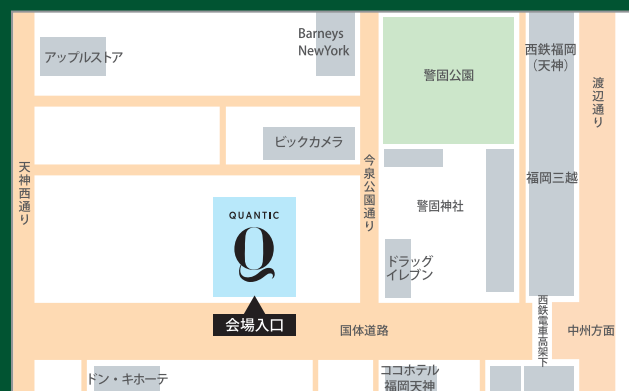 アップルストア
Barneys
NewYork
警固公園
西鉄福岡
（天神）
渡辺通り
ビックカメラ
天神西通り
今泉公園通り
福岡三越
QUANTIC
Q
警固神社
ドラッグ
イレブン
会場入口
国体道路
西鉄電車高架下
中州方面
ドン・キホーテ
ココホテル
福岡天神